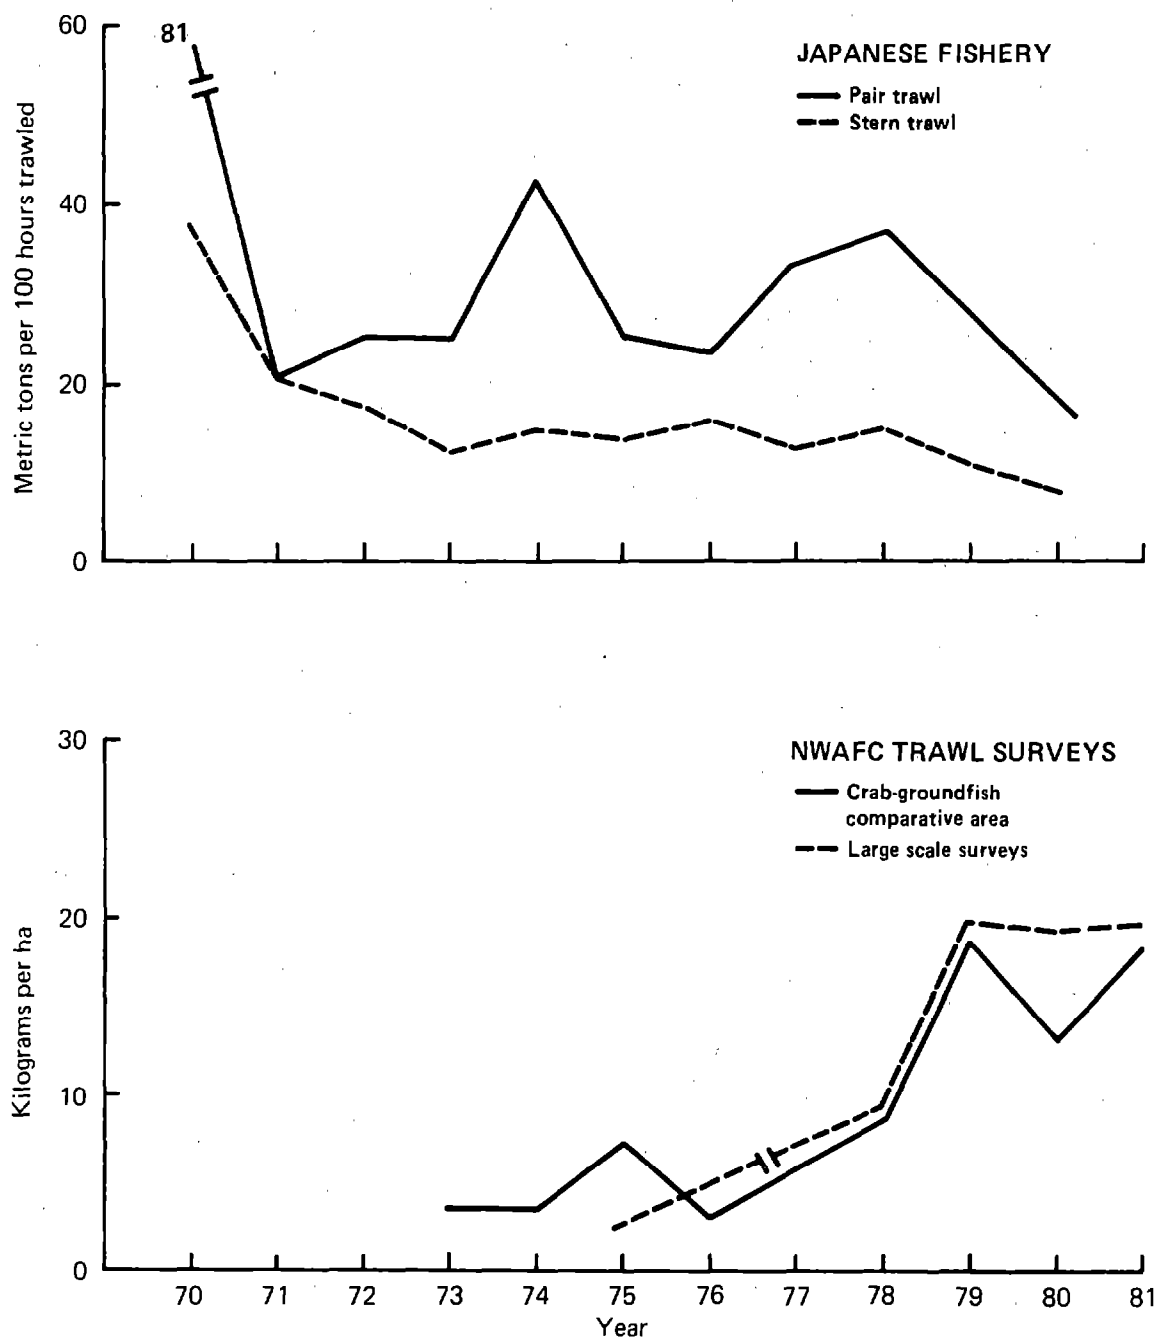 60
81
JAPANESE FISHERY
Pair trawl
Stern trawl
40
20
0
Metric tons per 100 hours trawled
30
NWAFC TRAWL SURVEYS
Crab-groundfish
comparative area
Large scale surveys
20
10
0
Kilograms per ha
70 71 72 73 74 75 76 77 78 79 80 81
Year